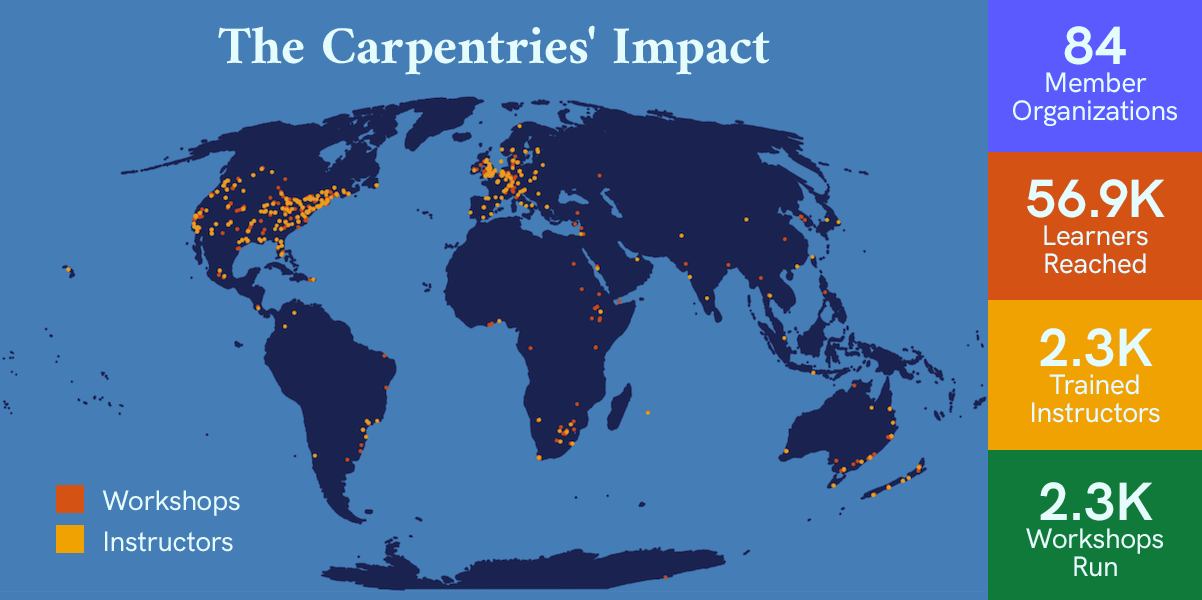 The Carpentries' Impact
Workshops
Instructors
84
Member
Organizations
56.9K
Learners
Reached
2.3K
Trained
Instructors
2.3K
Workshops
Run